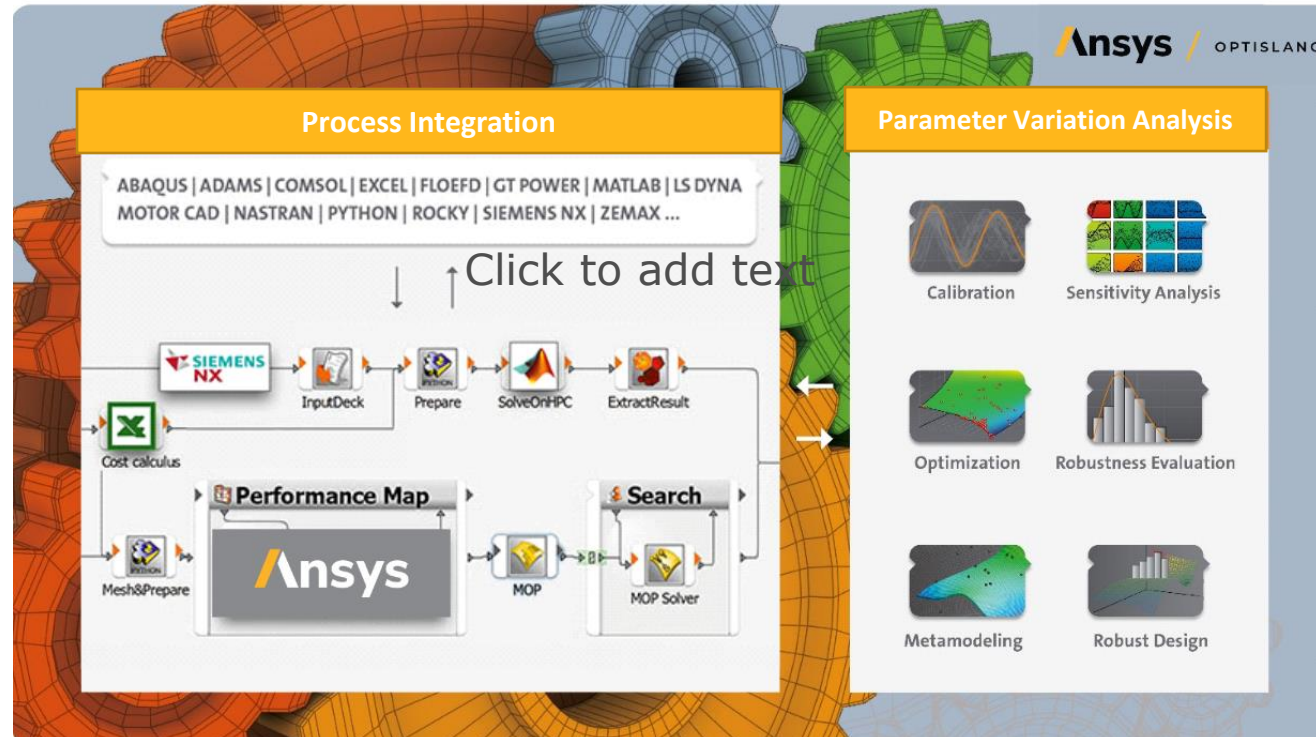 Ansys / OPTISLANG
Process Integration
ABAQUS | ADAMS | COMSOL | EXCEL | FLOEFD | GT POWER | MATLAB | LS DYNA
MOTOR CAD | NASTRAN | PYTHON | ROCKY | SIEMENS NX | ZEMAX ...
Click to add text
SIEMENS
NX
PYTHON
InputDeck
Prepare
SolveOnHPC
ExtractResult
Cost calculus
Performance Map
Search
Ansys
PYTHON
Mesh&Prepare
MOP
MOP Solver
Parameter Variation Analysis
Calibration
Sensitivity Analysis
Optimization
Robustness Evaluation
Metamodeling
Robust Design